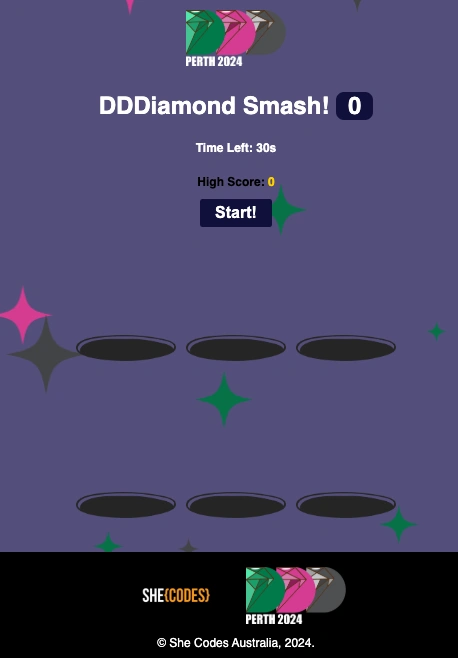 PERTH 2024
DDDiamond Smash! 0
Time Left: 30s
High Score: 0
Start!
SHE{CODES}
PERTH 2024
© She Codes Australia, 2024.